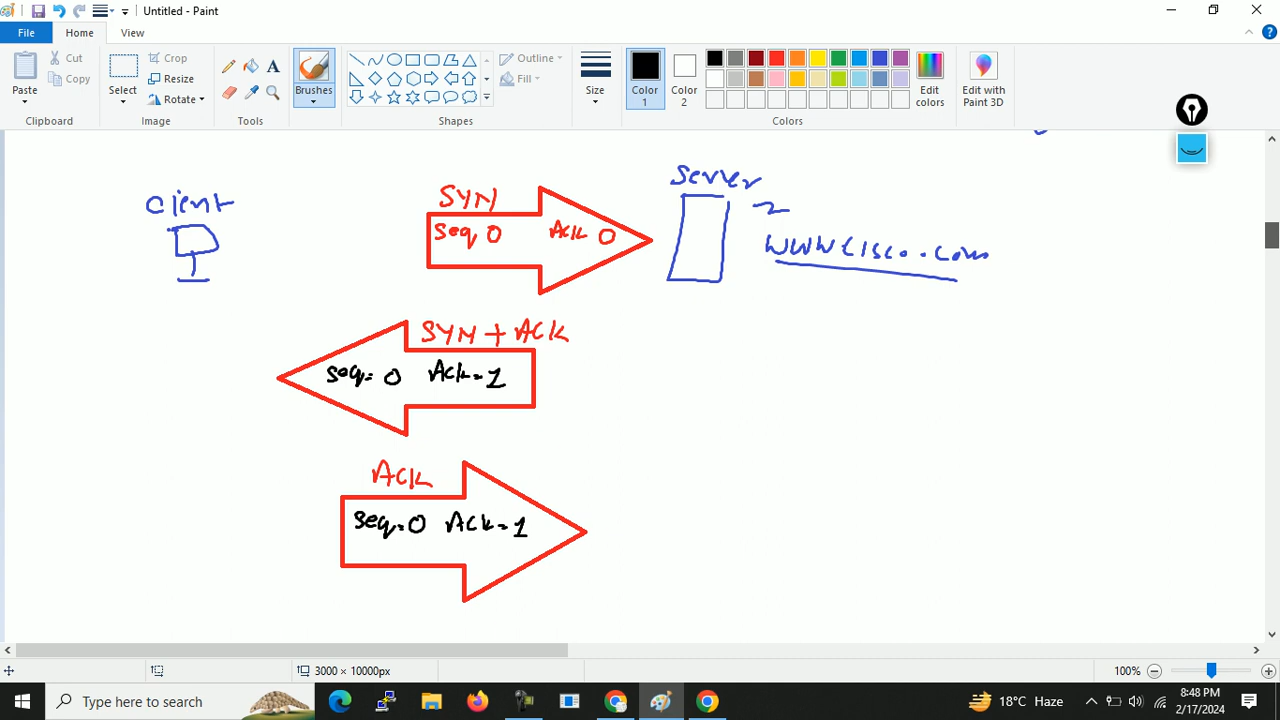 Untitled - Paint
File Home View
Paste Cut Copy Clipboard
Select Crop Resize Rotate Image
Tools
Brushes
Outline Fill Shapes
Size
Color 1 Color 2 Edit colors Edit with Paint 3D Colors
Client
SYN
Seq 0 Ack 0
Server
www.cisco.com
SYN + ACK
Seq= 0 Ack=1
ACK
Seq=0 Ack=1
3000 × 10000px
100%
Type here to search
18°C Haze
8:48 PM
2/17/2024